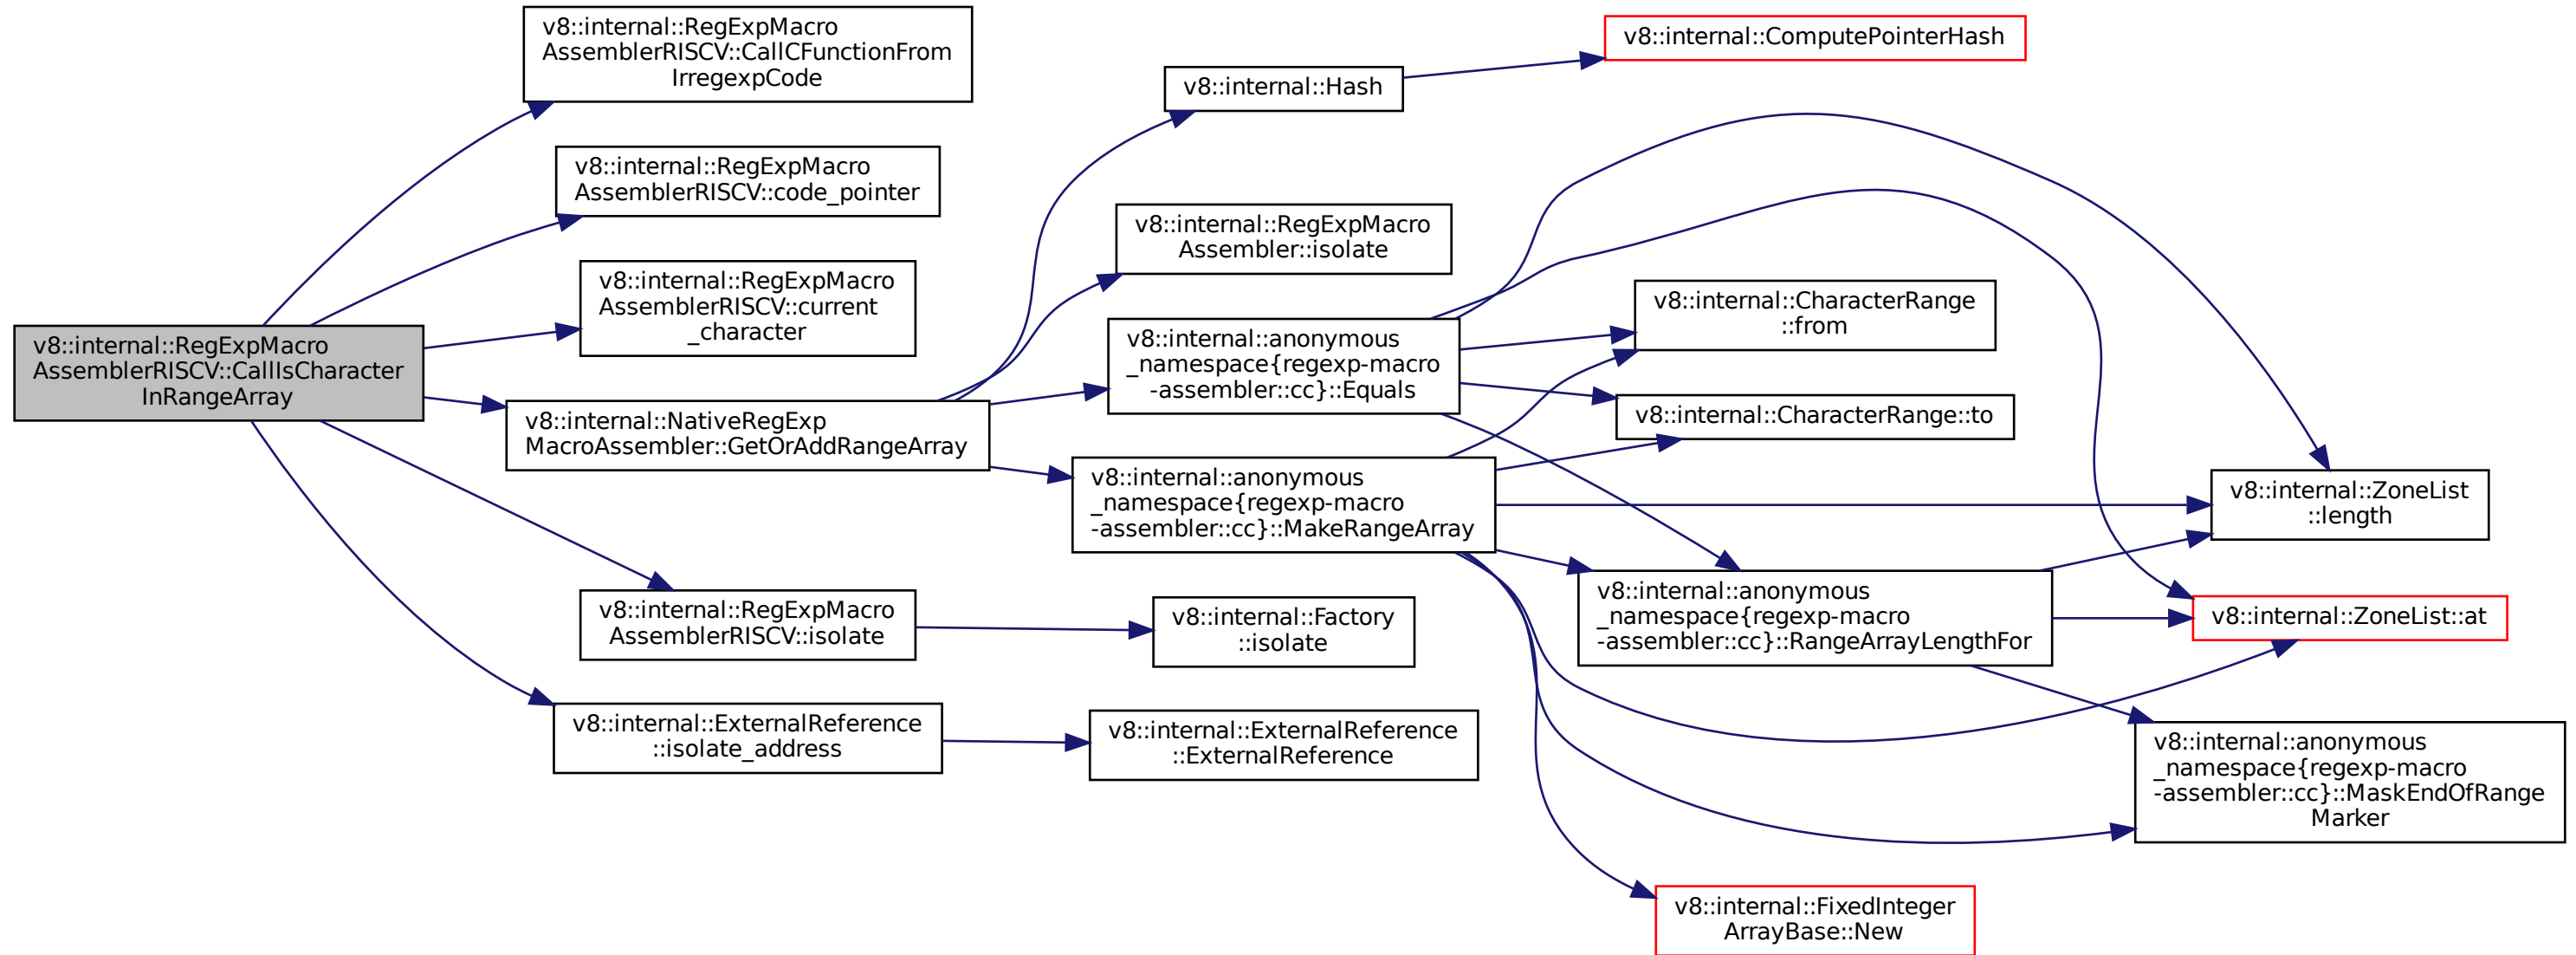 v8::internal::RegExpMacro
AssemblerRISCV::CallIsCharacter
InRangeArray
v8::internal::RegExpMacro
AssemblerRISCV::CallCFunctionFrom
IrregexpCode
v8::internal::RegExpMacro
AssemblerRISCV::code_pointer
v8::internal::RegExpMacro
AssemblerRISCV::current
_character
v8::internal::NativeRegExp
MacroAssembler::GetOrAddRangeArray
v8::internal::RegExpMacro
AssemblerRISCV::isolate
v8::internal::ExternalReference
::isolate_address
v8::internal::Hash
v8::internal::RegExpMacro
Assembler::isolate
v8::internal::anonymous
_namespace{regexp-macro
-assembler::cc}::Equals
v8::internal::anonymous
_namespace{regexp-macro
-assembler::cc}::MakeRangeArray
v8::internal::Factory
::isolate
v8::internal::ExternalReference
::ExternalReference
v8::internal::ComputePointerHash
v8::internal::CharacterRange
::from
v8::internal::CharacterRange::to
v8::internal::anonymous
_namespace{regexp-macro
-assembler::cc}::RangeArrayLengthFor
v8::internal::FixedInteger
ArrayBase::New
v8::internal::ZoneList
::length
v8::internal::ZoneList::at
v8::internal::anonymous
_namespace{regexp-macro
-assembler::cc}::MaskEndOfRange
Marker